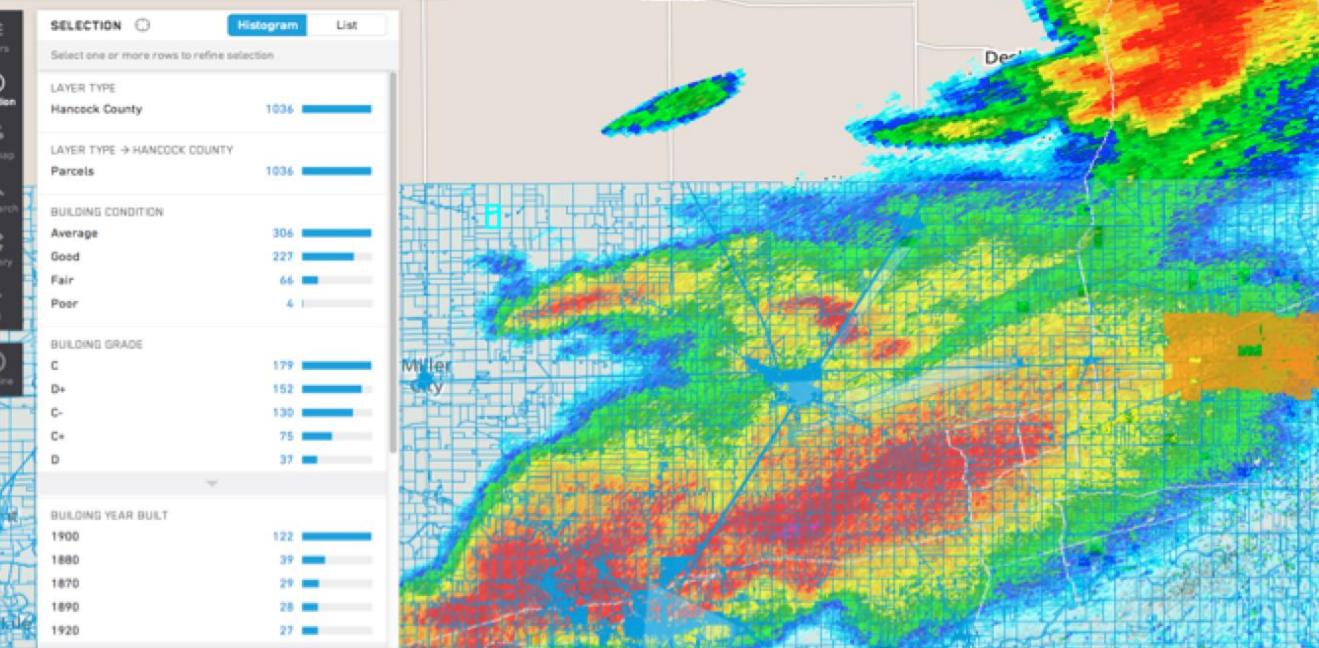 SELECTION
Histogram
List
Select one or more rows to refine selection
LAYER TYPE
Hancock County 1036
LAYER TYPE → HANCOCK COUNTY
Parcels 1036
BUILDING CONDITION
Average 306
Good 227
Fair 66
Poor 4
BUILDING GRADE
C 179
D+ 152
C- 130
C+ 75
D 37
BUILDING YEAR BUILT
1900 122
1880 39
1870 29
1890 28
1920 27
Miller
City